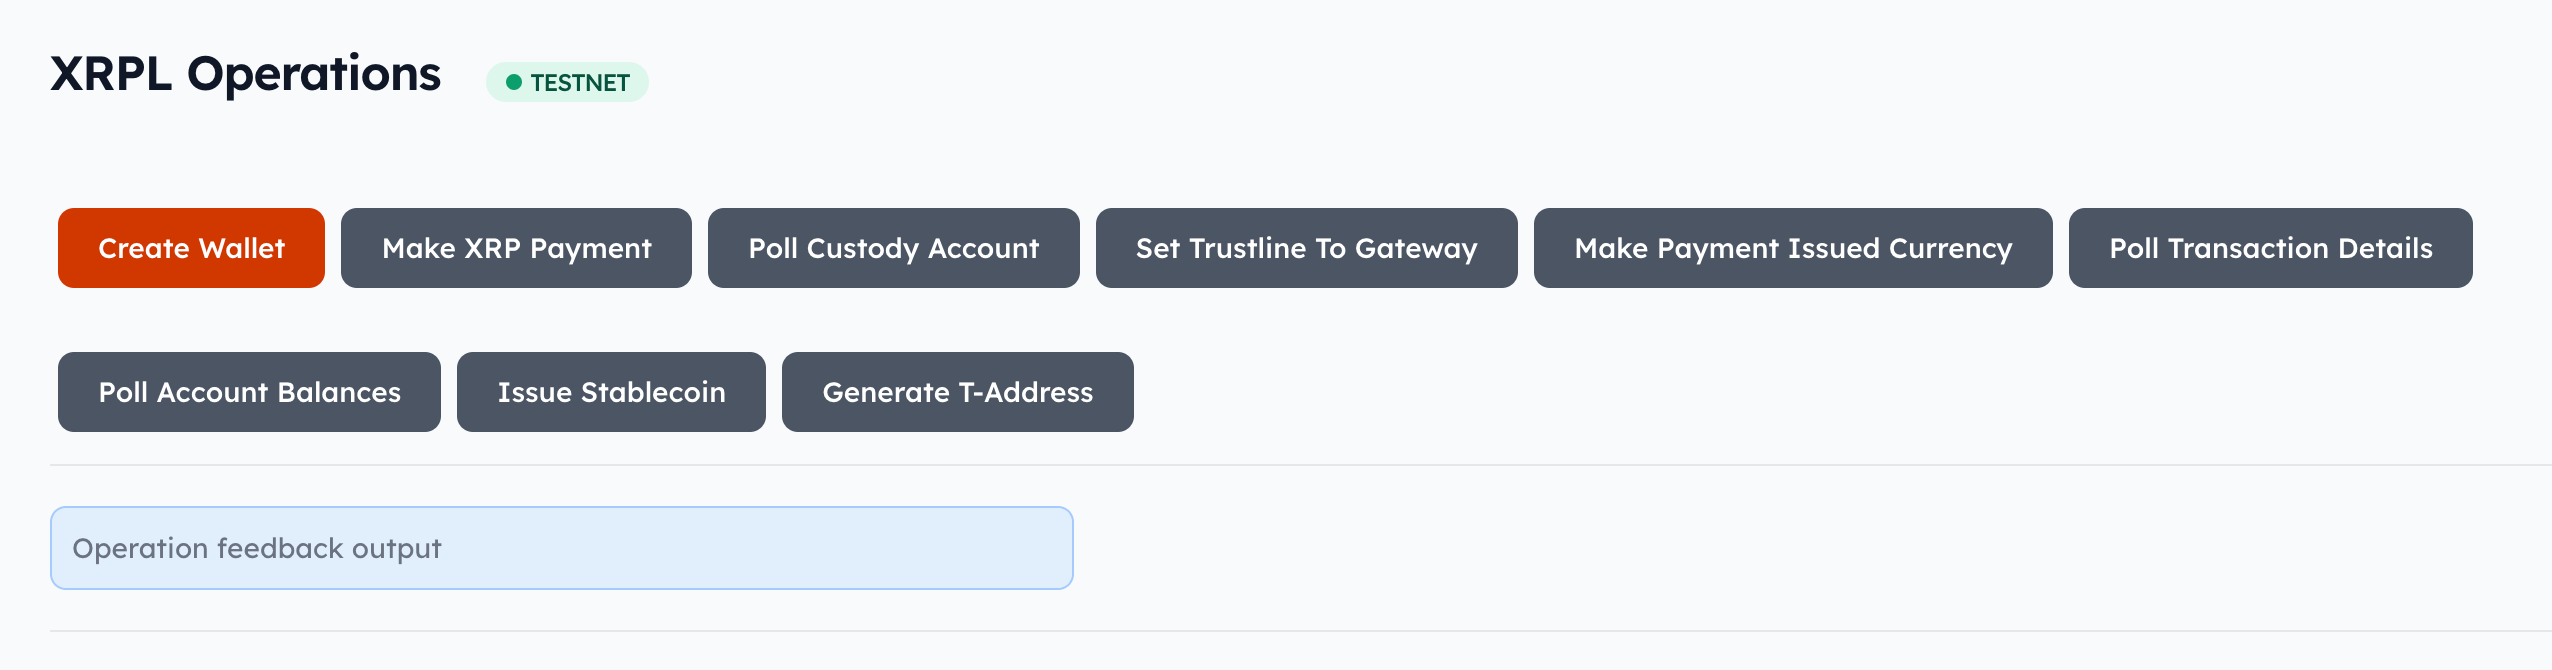 XRPL Operations
TESTNET
Create Wallet
Make XRP Payment
Poll Custody Account
Set Trustline To Gateway
Make Payment Issued Currency
Poll Transaction Details
Poll Account Balances
Issue Stablecoin
Generate T-Address
Operation feedback output